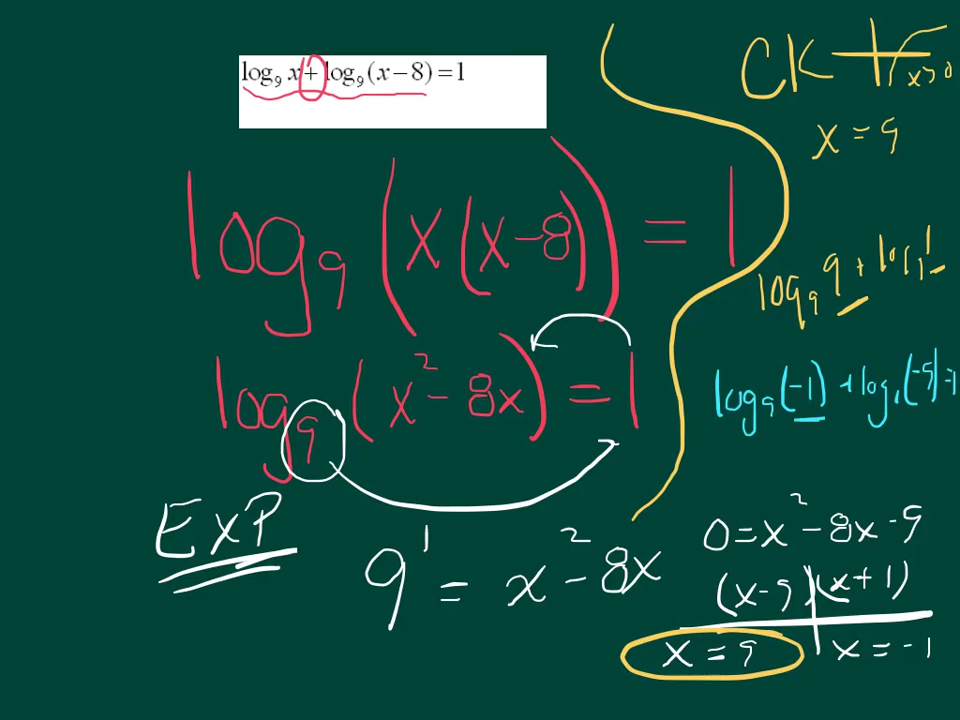 log₉ x + log₉(x − 8) = 1
log₉(x(x−8)) = 1
log₉(x² − 8x) = 1
EXP
9¹ = x² − 8x
CK
x > 0
x = 9
log₉ 9 + log₉ 1
log₉(−1) + log₉(−9) = 1
0 = x² − 8x − 9
(x − 9)(x + 1)
x = 9 x = −1